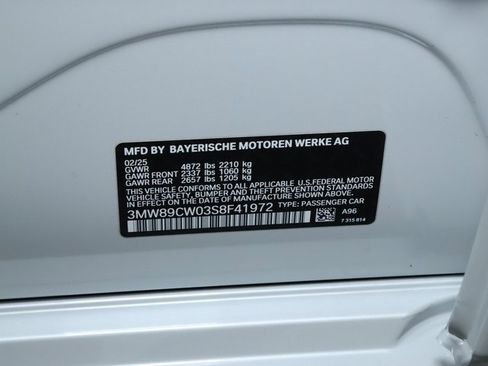 MFD BY BAYERISCHE MOTOREN WERKE AG
02/25
GVWR 4872 lbs 2210 kg
GAWR FRONT 2337 lbs 1060 kg
GAWR REAR 2657 lbs 1205 kg
THIS VEHICLE CONFORMS TO ALL APPLICABLE U.S. FEDERAL MOTOR
VEHICLE SAFETY, BUMPER, AND THEFT PREVENTION STANDARDS
IN EFFECT ON THE DATE OF MANUFACTURE SHOWN ABOVE.
3MW89CW03S8F41972 TYPE: PASSENGER CAR
A96
7 315 814